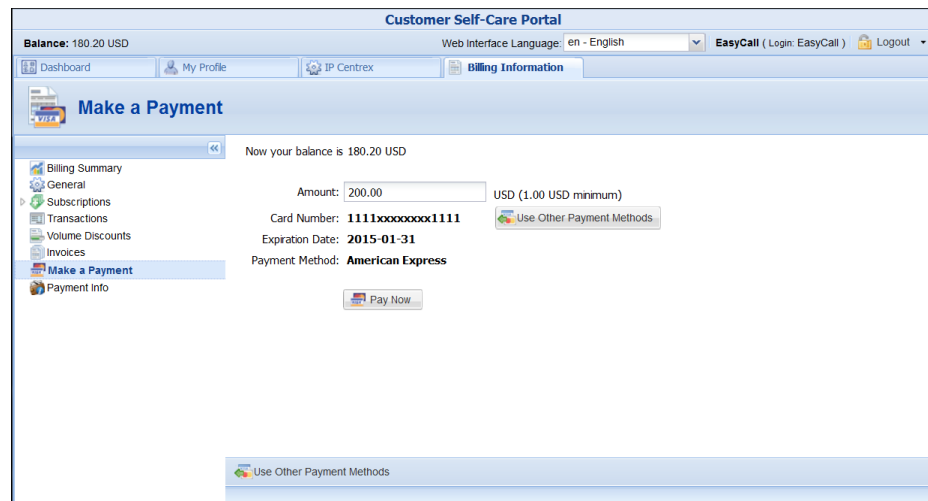 Customer Self-Care Portal
Balance: 180.20 USD
Web Interface Language: en - English
EasyCall ( Login: EasyCall )
Logout
Dashboard
My Profile
IP Centrex
Billing Information
VISA
Make a Payment
Billing Summary
General
Subscriptions
Transactions
Volume Discounts
Invoices
Make a Payment
Payment Info
Now your balance is 180.20 USD
Amount: 200.00 USD (1.00 USD minimum)
Card Number: 1111xxxxxxxx1111
Use Other Payment Methods
Expiration Date: 2015-01-31
Payment Method: American Express
Pay Now
Use Other Payment Methods